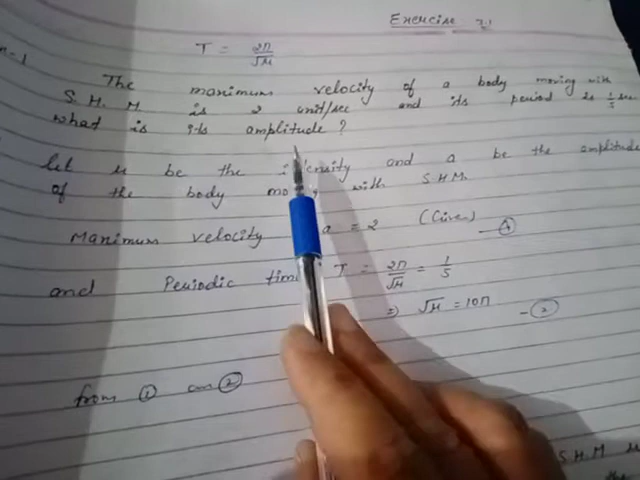 Exercise
T = 2π/√μ
The maximum velocity of a body moving with
S.H.M. is 2 unit/sec and its period is 1/5 sec
what is its amplitude ?
let μ be the and a be the amplitude
of the body with S.H.M.
Maximum velocity a = 2 (Given)
and Periodic time T = 2π/√μ = 1/5
⇒ √μ = 10π — ②
from ① and ②
S.H.M